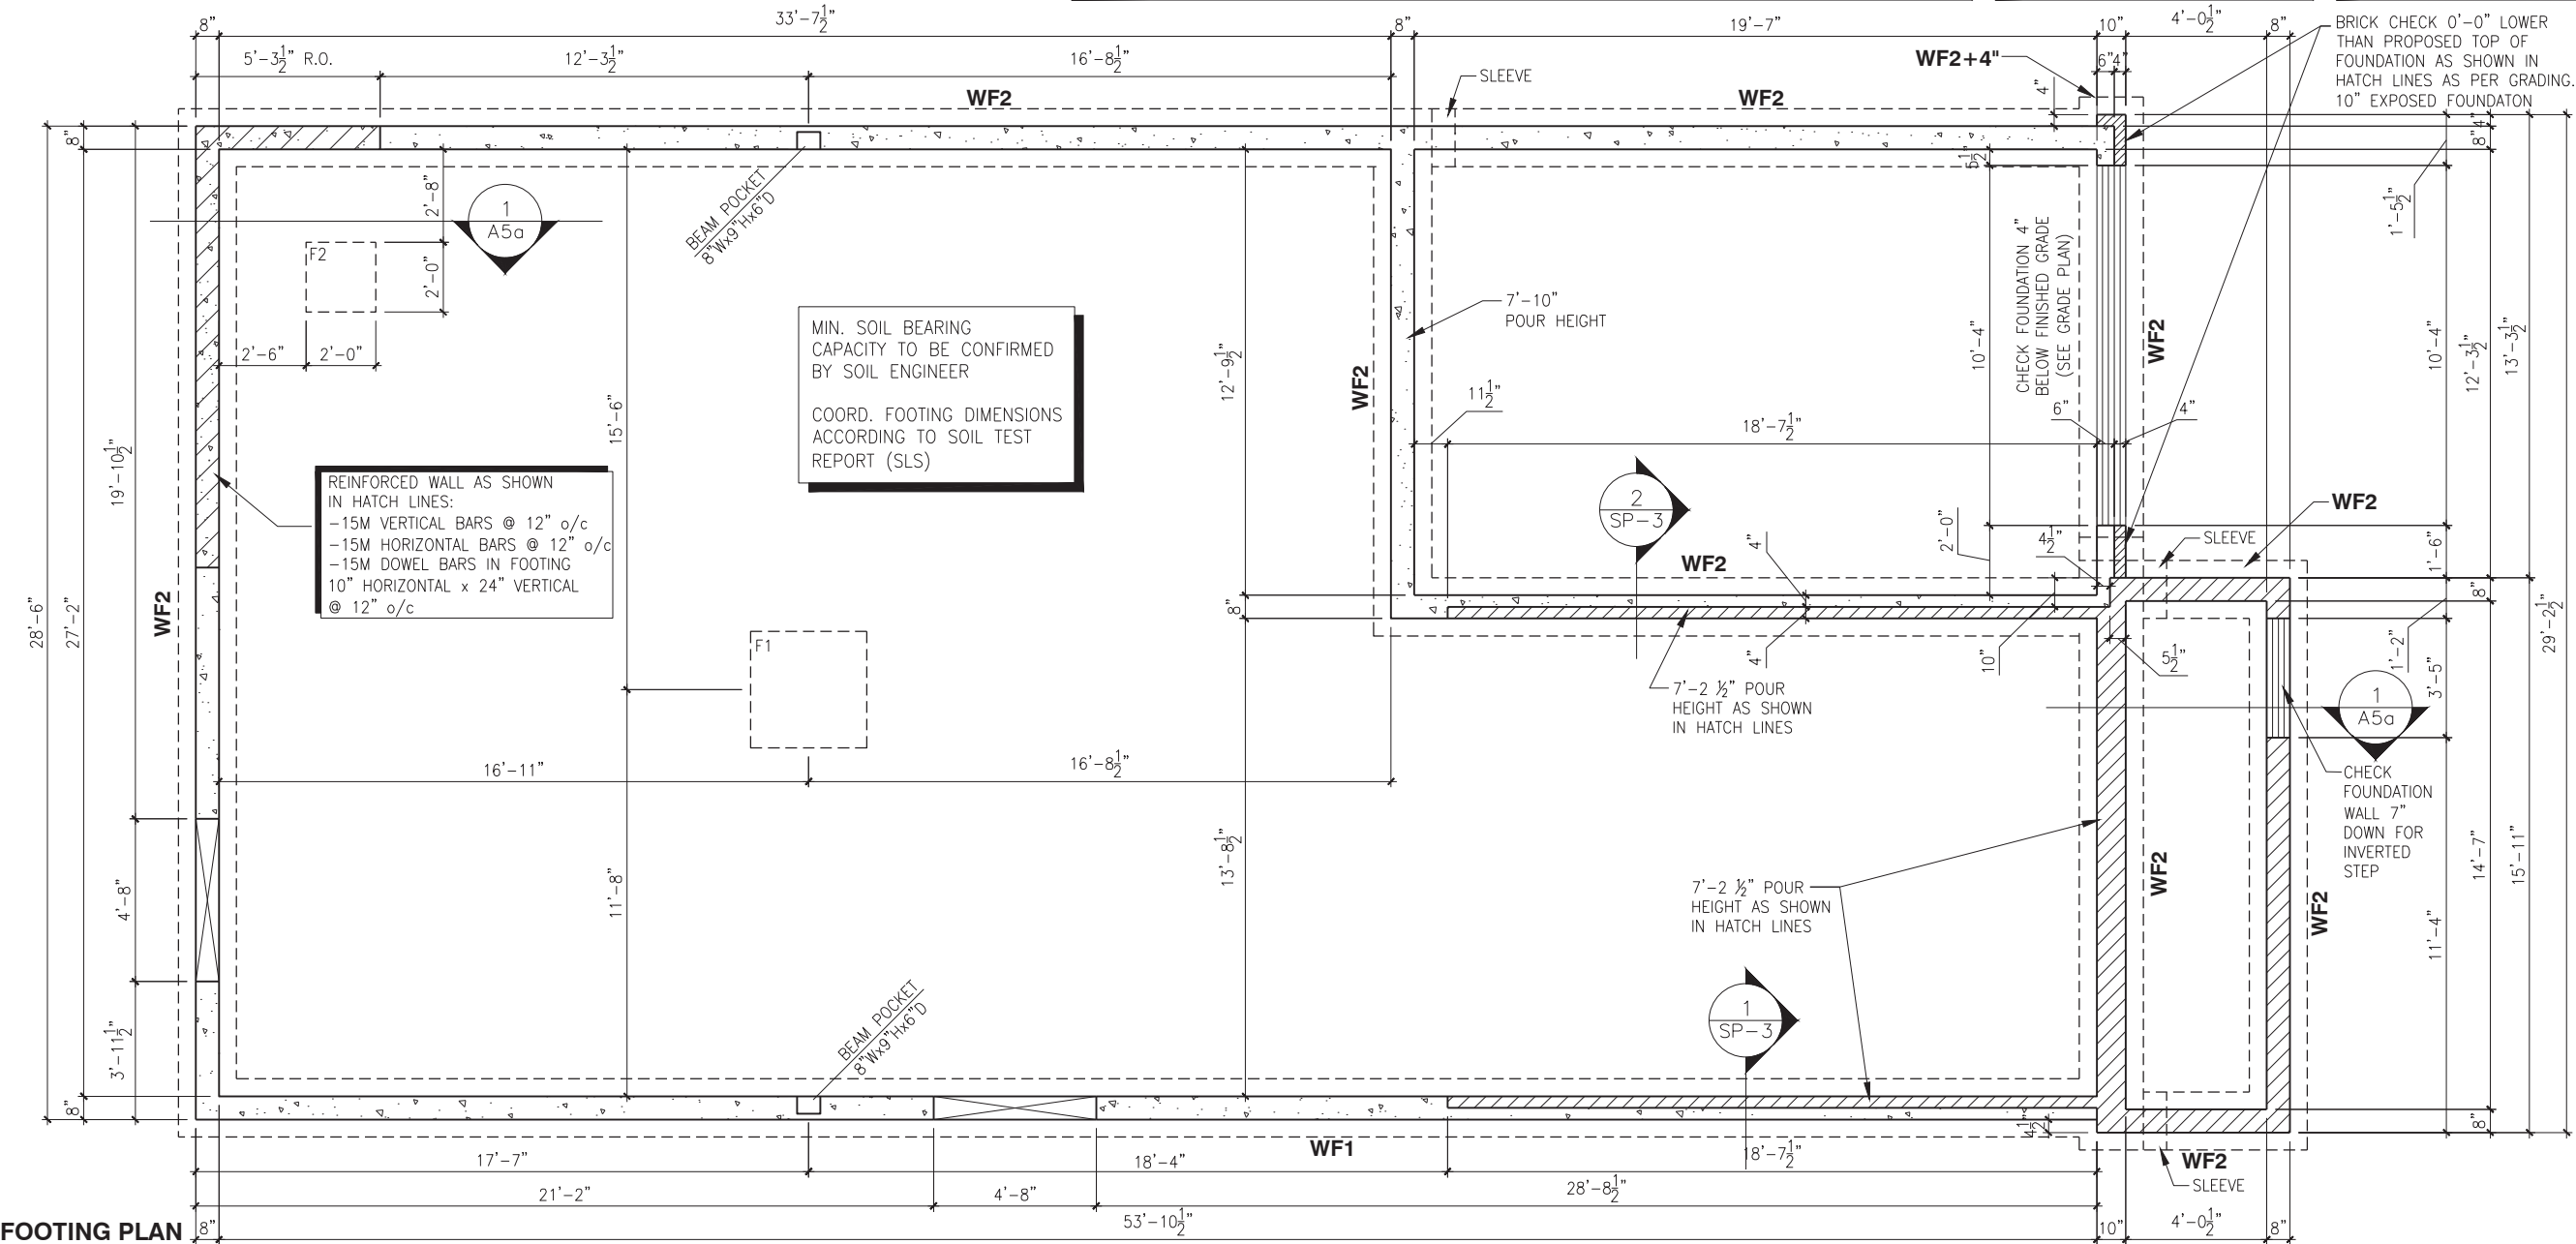 8" 33'-7½" 8" 19'-7" 10" 4'-0½" 8"
5'-3½" R.O. 12'-3½" 16'-8½"
WF2+4"
6" 4"
4"
BRICK CHECK 0'-0" LOWER
THAN PROPOSED TOP OF
FOUNDATION AS SHOWN IN
HATCH LINES AS PER GRADING.
10" EXPOSED FOUNDATON
SLEEVE
WF2
WF2
8"
8"4"
5½"
1'-5½"
BEAM POCKET
8"Wx9"Hx6"D
1
A5a
2'-8"
2'-0"
F2
2'-6" 2'-0"
MIN. SOIL BEARING
CAPACITY TO BE CONFIRMED
BY SOIL ENGINEER
COORD. FOOTING DIMENSIONS
ACCORDING TO SOIL TEST
REPORT (SLS)
7'-10"
POUR HEIGHT
CHECK FOUNDATION 4"
BELOW FINISHED GRADE
(SEE GRADE PLAN)
WF2
WF2
12'-9½"
10'-4"
10'-4"
12'-3½"
13'-3½"
11½"
18'-7½"
6"
4"
15'-6"
19'-10½"
REINFORCED WALL AS SHOWN
IN HATCH LINES:
-15M VERTICAL BARS @ 12" o/c
-15M HORIZONTAL BARS @ 12" o/c
-15M DOWEL BARS IN FOOTING
10" HORIZONTAL x 24" VERTICAL
@ 12" o/c
2
SP-3
WF2
SLEEVE
WF2
2'-0"
4½"
4"
1'-6"
8"
28'-6"
27'-2"
WF2
8"
F1
4"
10"
5½"
1'-2"
3'-5"
29'-2½"
7'-2 ½" POUR
HEIGHT AS SHOWN
IN HATCH LINES
1
A5a
16'-11" 16'-8½"
CHECK
FOUNDATION
WALL 7"
DOWN FOR
INVERTED
STEP
4'-8"
11'-8"
13'-8½"
7'-2 ½" POUR
HEIGHT AS SHOWN
IN HATCH LINES
WF2
WF2
11'-4"
14'-7"
15'-11"
1
SP-3
BEAM POCKET
8"Wx9"Hx6"D
3'-11½"
8"
4½"
8"
WF1
17'-7" 18'-4" 18'-7½"
WF2
SLEEVE
21'-2" 4'-8" 28'-8½"
FOOTING PLAN
8" 53'-10½" 10" 4'-0½" 8"